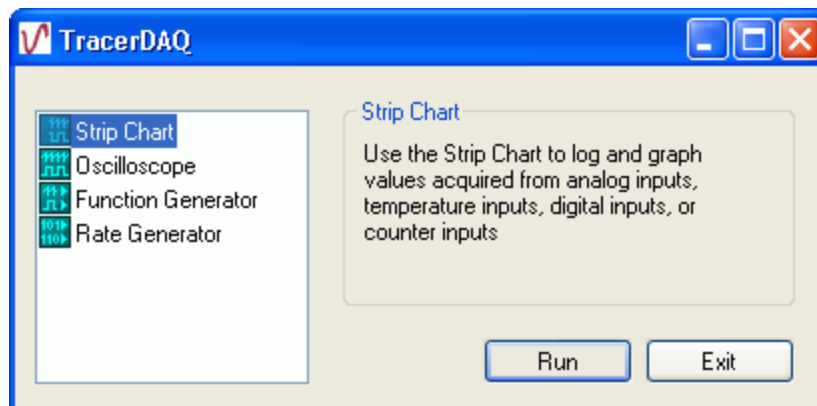 TracerDAQ
Strip Chart
Oscilloscope
Function Generator
Rate Generator
Strip Chart
Use the Strip Chart to log and graph
values acquired from analog inputs,
temperature inputs, digital inputs, or
counter inputs
Run
Exit